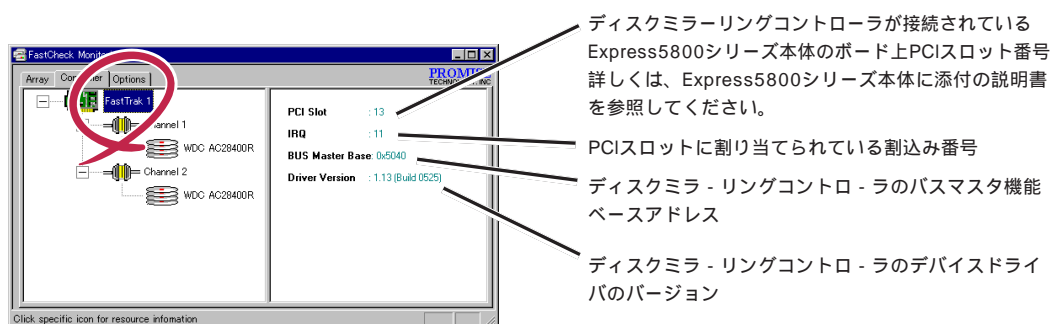 FastCheck Monitor
Array
Options
PROMISE
TECHNOLOGY, INC
FastTrak 1
Channel 1
WDC AC28400R
Channel 2
WDC AC28400R
PCI Slot : 13
IRQ : 11
BUS Master Base: 0x5040
Driver Version : 1.13 (Build 0525)
Click specific icon for resource infomation
ディスクミラーリングコントローラが接続されている
Express5800シリーズ本体のボード上PCIスロット番号
詳しくは、Express5800シリーズ本体に添付の説明書
を参照してください。
PCIスロットに割り当てられている割込み番号
ディスクミラ - リングコントロ - ラのバスマスタ機能
ベースアドレス
ディスクミラ - リングコントロ - ラのデバイスドライ
バのバージョン